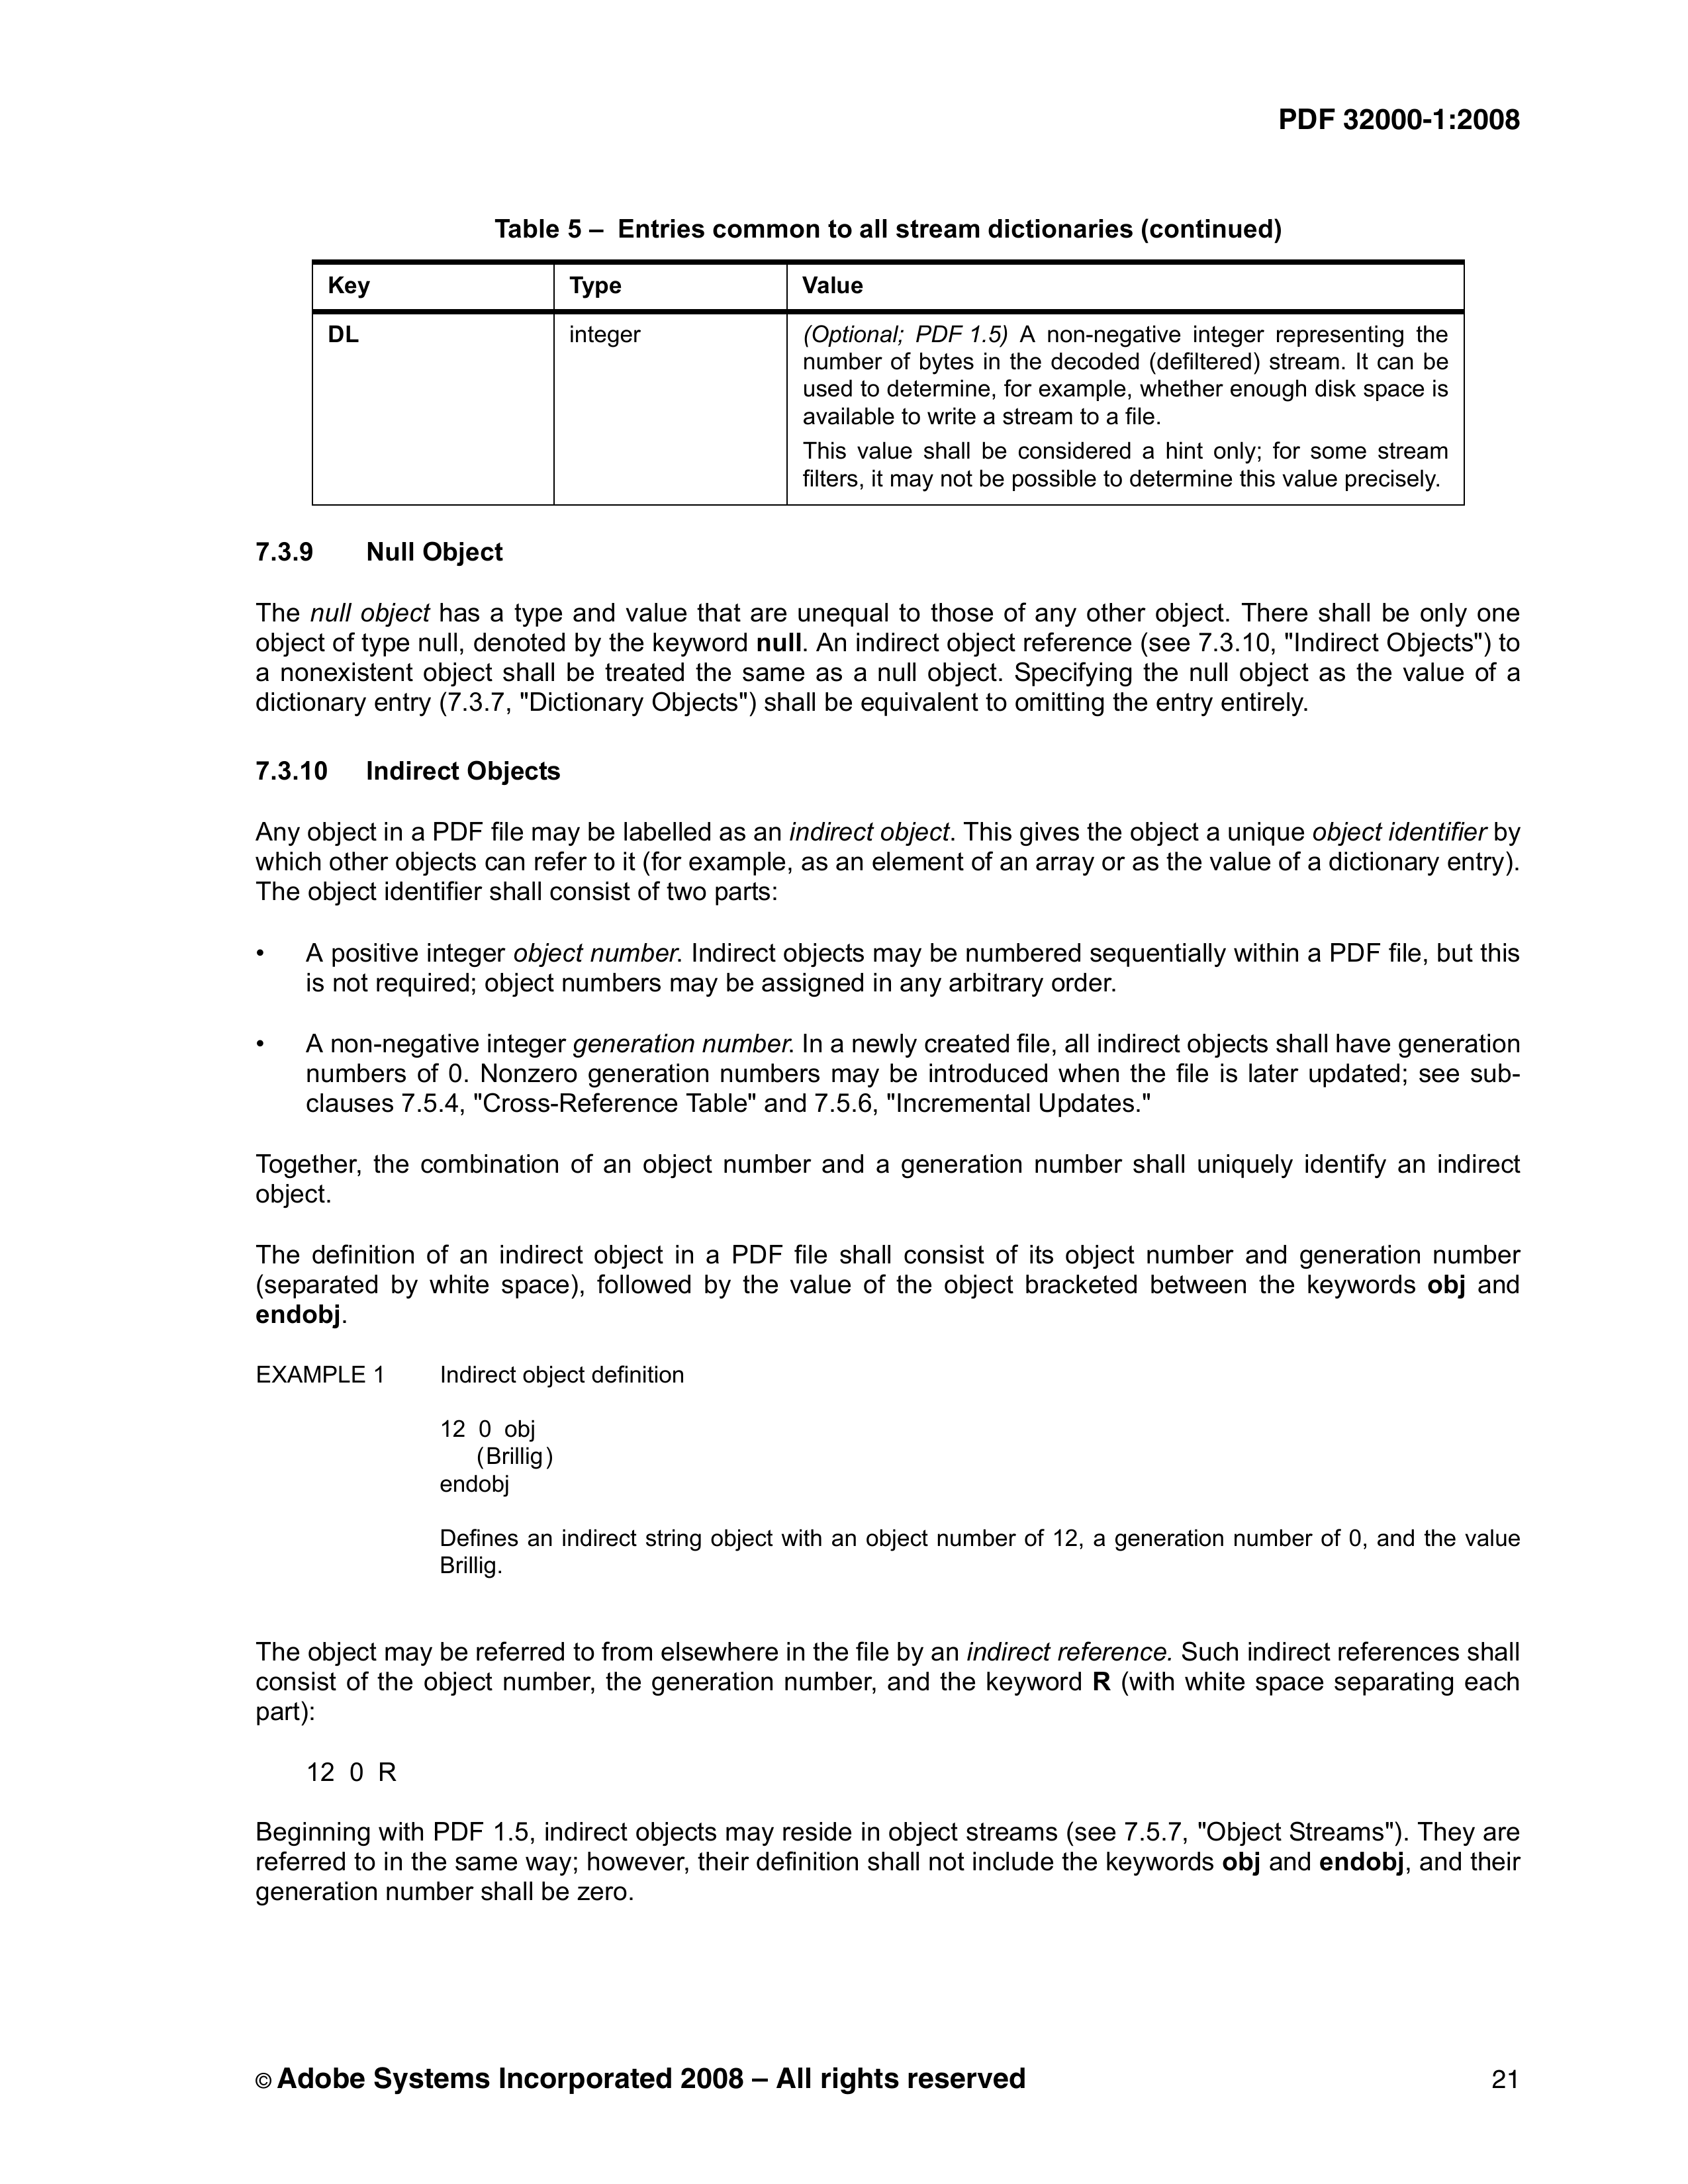 PDF 32000-1:2008
Table 5 – Entries common to all stream dictionaries (continued)
Key Type Value
DL integer (Optional; PDF 1.5) A non-negative integer representing the
number of bytes in the decoded (defiltered) stream. It can be
used to determine, for example, whether enough disk space is
available to write a stream to a file.
This value shall be considered a hint only; for some stream
filters, it may not be possible to determine this value precisely.
7.3.9 Null Object
The null object has a type and value that are unequal to those of any other object. There shall be only one
object of type null, denoted by the keyword null. An indirect object reference (see 7.3.10, "Indirect Objects") to
a nonexistent object shall be treated the same as a null object. Specifying the null object as the value of a
dictionary entry (7.3.7, "Dictionary Objects") shall be equivalent to omitting the entry entirely.
7.3.10 Indirect Objects
Any object in a PDF file may be labelled as an indirect object. This gives the object a unique object identifier by
which other objects can refer to it (for example, as an element of an array or as the value of a dictionary entry).
The object identifier shall consist of two parts:
• A positive integer object number. Indirect objects may be numbered sequentially within a PDF file, but this
is not required; object numbers may be assigned in any arbitrary order.
• A non-negative integer generation number. In a newly created file, all indirect objects shall have generation
numbers of 0. Nonzero generation numbers may be introduced when the file is later updated; see sub-
clauses 7.5.4, "Cross-Reference Table" and 7.5.6, "Incremental Updates."
Together, the combination of an object number and a generation number shall uniquely identify an indirect
object.
The definition of an indirect object in a PDF file shall consist of its object number and generation number
(separated by white space), followed by the value of the object bracketed between the keywords obj and
endobj.
EXAMPLE 1 Indirect object definition
12 0 obj
(Brillig)
endobj
Defines an indirect string object with an object number of 12, a generation number of 0, and the value
Brillig.
The object may be referred to from elsewhere in the file by an indirect reference. Such indirect references shall
consist of the object number, the generation number, and the keyword R (with white space separating each
part):
12 0 R
Beginning with PDF 1.5, indirect objects may reside in object streams (see 7.5.7, "Object Streams"). They are
referred to in the same way; however, their definition shall not include the keywords obj and endobj, and their
generation number shall be zero.
© Adobe Systems Incorporated 2008 – All rights reserved 21